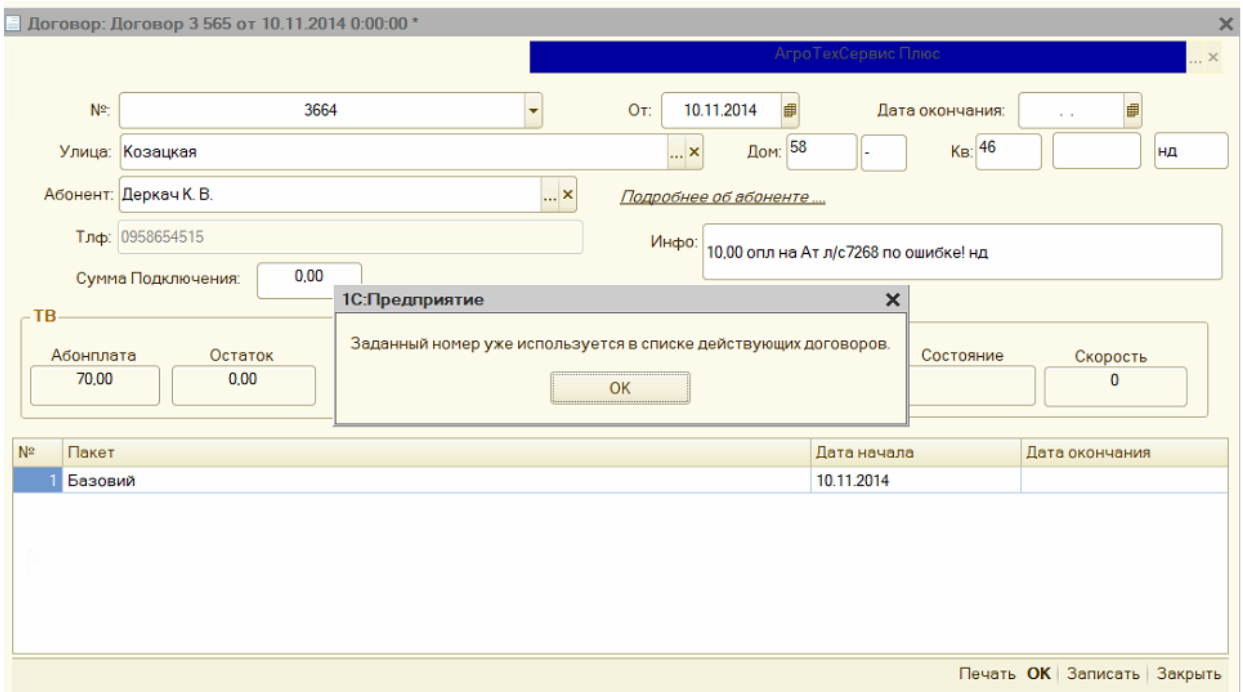 Договор: Договор 3 565 от 10.11.2014 0:00:00 *
АгроТехСервис Плюс
№: 3664 От: 10.11.2014 Дата окончания: . .
Улица: Козацкая ... × Дом: 58 - Кв: 46 нд
Абонент: Деркач К. В. ... × Подробнее об абоненте ....
Тлф: 0958654515 Инфо: 10,00 опл на Ат л/с7268 по ошибке! нд
Сумма Подключения: 0,00
1С:Предприятие
Заданный номер уже используется в списке действующих договоров.
OK
ТВ
Абонплата Остаток Состояние Скорость
70,00 0,00 0
№ Пакет Дата начала Дата окончания
1 Базовий 10.11.2014
Печать OK Записать Закрыть